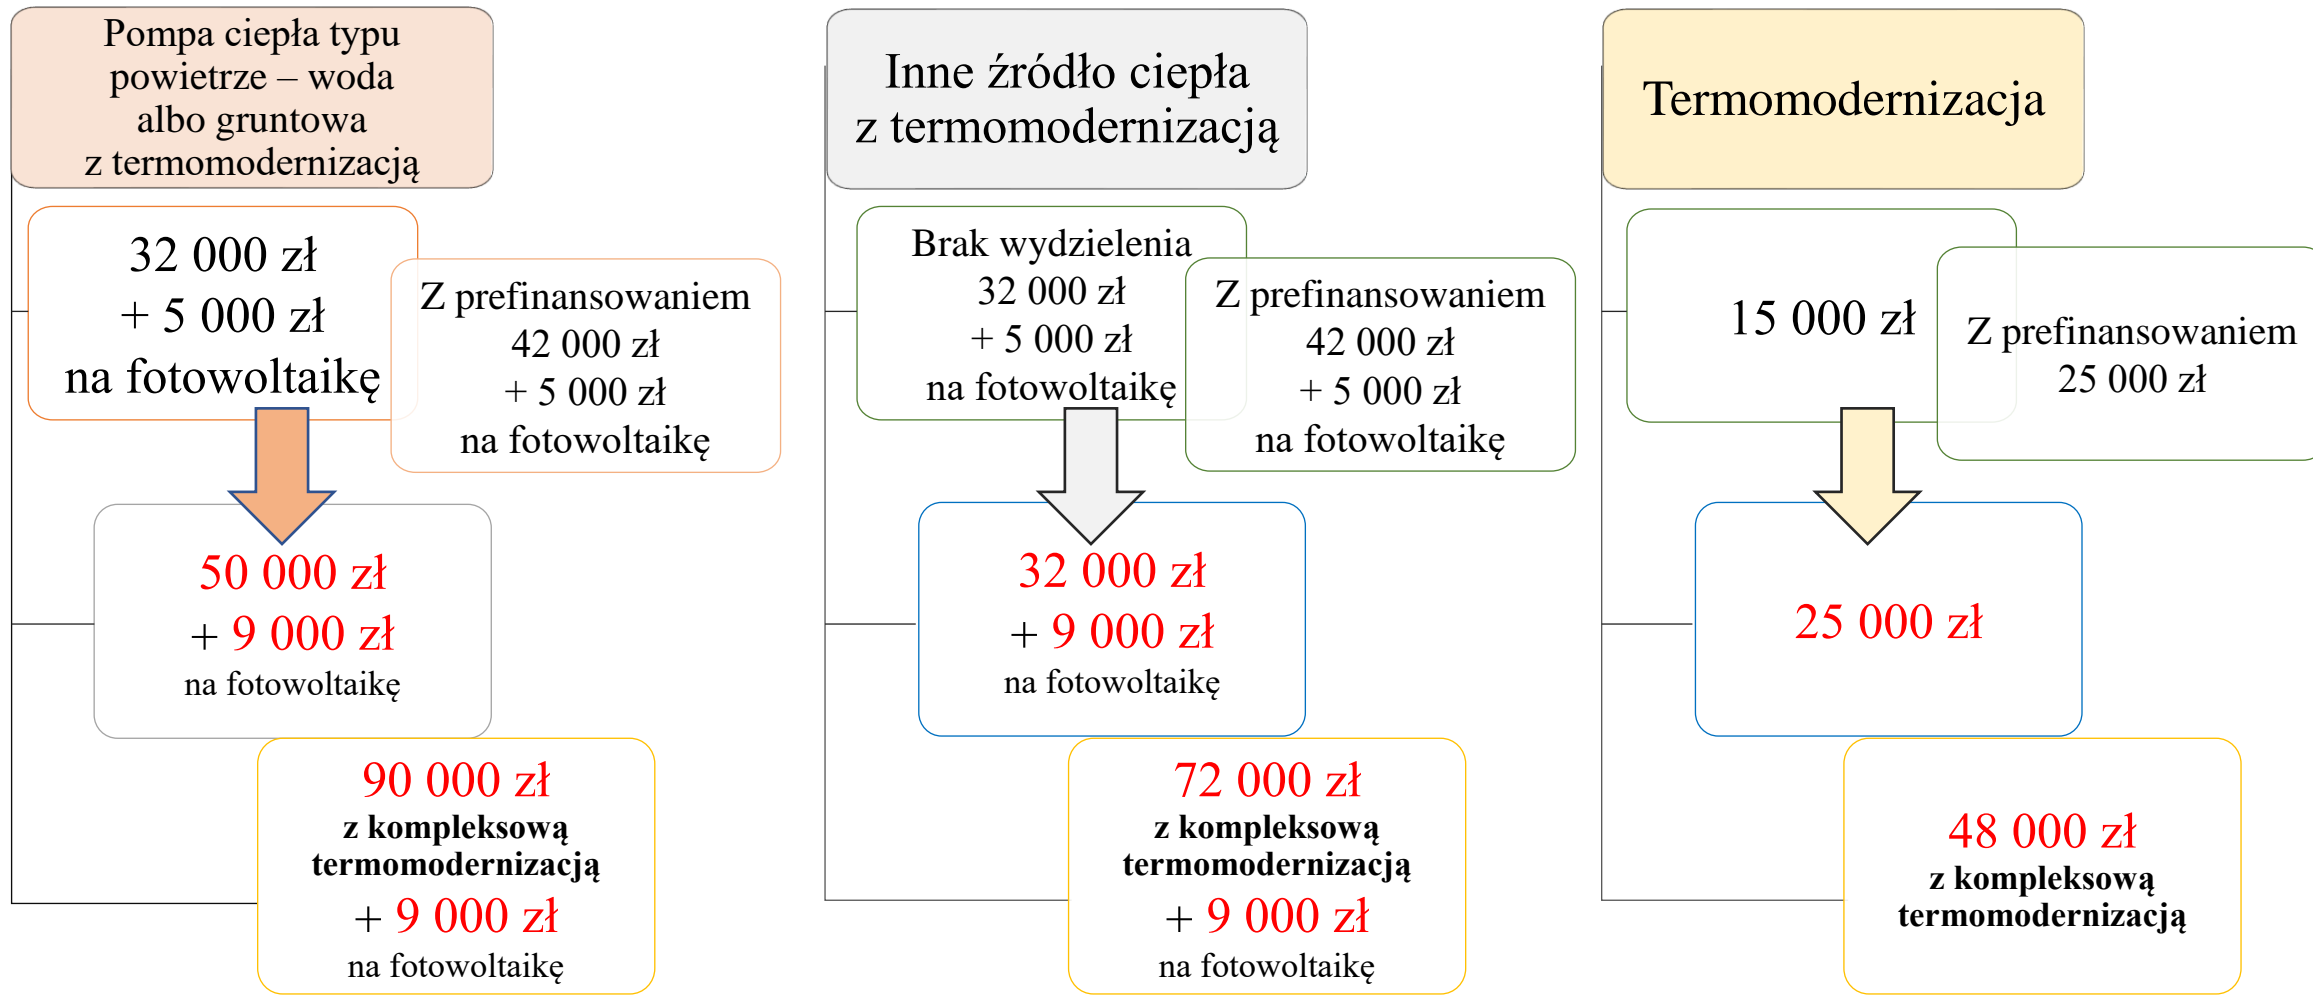 Pompa ciepła typu
powietrze – woda
albo gruntowa
z termomodernizacją
32 000 zł
+ 5 000 zł
na fotowoltaikę
Z prefinansowaniem
42 000 zł
+ 5 000 zł
na fotowoltaikę
50 000 zł
+ 9 000 zł
na fotowoltaikę
90 000 zł
z kompleksową
termomodernizacją
+ 9 000 zł
na fotowoltaikę
Inne źródło ciepła
z termomodernizacją
Brak wydzielenia
32 000 zł
+ 5 000 zł
na fotowoltaikę
Z prefinansowaniem
42 000 zł
+ 5 000 zł
na fotowoltaikę
32 000 zł
+ 9 000 zł
na fotowoltaikę
72 000 zł
z kompleksową
termomodernizacją
+ 9 000 zł
na fotowoltaikę
Termomodernizacja
15 000 zł
Z prefinansowaniem
25 000 zł
25 000 zł
48 000 zł
z kompleksową
termomodernizacją